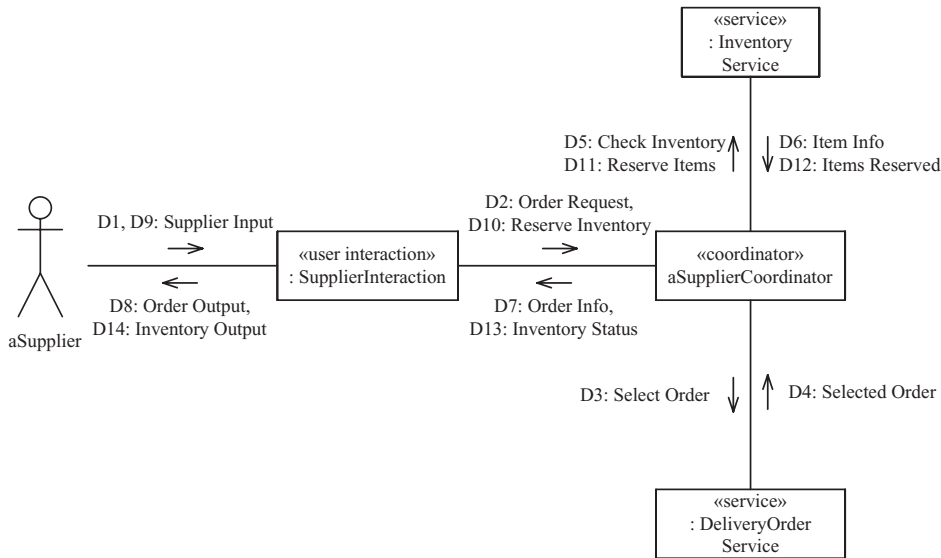 «service»
: Inventory
Service
D5: Check Inventory
D11: Reserve Items
D6: Item Info
D12: Items Reserved
D1, D9: Supplier Input
D2: Order Request,
D10: Reserve Inventory
«user interaction»
: SupplierInteraction
«coordinator»
aSupplierCoordinator
D8: Order Output,
D14: Inventory Output
D7: Order Info,
D13: Inventory Status
aSupplier
D3: Select Order
D4: Selected Order
«service»
: DeliveryOrder
Service